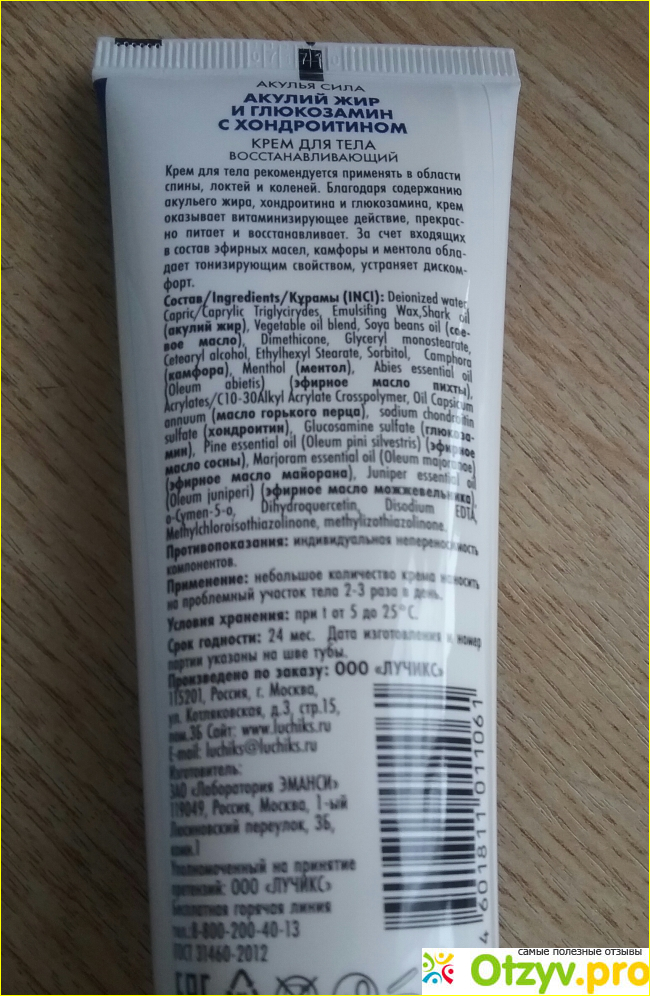 АКУЛЬЯ СИЛА
АКУЛИЙ ЖИР
И ГЛЮКОЗАМИН
С ХОНДРОИТИНОМ
КРЕМ ДЛЯ ТЕЛА
ВОССТАНАВЛИВАЮЩИЙ
Крем для тела рекомендуется применять в области
спины, локтей и коленей. Благодаря содержанию
акульего жира, хондроитина и глюкозамина, крем
оказывает витаминизирующее действие, прекрас-
но питает и восстанавливает. За счет входящих
в состав эфирных масел, камфоры и ментола обла-
дает тонизирующим свойством, устраняет диском-
форт.
Состав/Ingredients/Құрамы (INCI): Deionized water,
Capric/Caprylic Triglycirydes, Emulsifing Wax,Shark oil
(акулий жир), Vegetable oil blend, Soya beans oil (сое-
вое масло), Dimethicone, Glyceryl monostearate,
Cetearyl alcohol, Ethylhexyl Stearate, Sorbitol, Camphora
(камфора), Menthol (ментол), Abies essential oil
(Oleum abietis) (эфирное масло пихты),
Acrylates/C10-30Alkyl Acrylate Crosspolymer, Oil Capsicum
annuum (масло горького перца), sodium chondroitin
sulfate (хондроитин), Glucosamine sulfate (глюкоза-
мин), Pine essential oil (Oleum pini silvestris) (эфирное
масло сосны), Marjoram essential oil (Oleum majoranae)
(эфирное масло майорана), Juniper essential oil
(Oleum juniperi) (эфирное масло можжевельника),
o-Cymen-5-o, Dihydroquercetin, Disodium EDTA,
Methylchloroisothiazolinone, methylizothiazolinone.
Противопоказания: индивидуальная непереносимость
компонентов.
Применение: небольшое количество крема наносить
на проблемный участок тела 2-3 раза в день.
Условия хранения: при t от 5 до 25°С.
Срок годности: 24 мес. Дата изготовления и номер
партии указаны на шве тубы.
Произведено по заказу: ООО «ЛУЧИКС»
115201, Россия, г. Москва,
ул. Котляковская, д.3, стр.15,
пом.3Б Сайт: www.luchiks.ru
E-mail: luchiks@luchiks.ru
Изготовитель:
ЗАО «Лаборатория ЭМАНСИ»
119049, Россия, Москва, 1-ый
Люсиновский переулок, 3Б,
комн.1
Уполномоченный на принятие
претензий: ООО «ЛУЧИКС»
Бесплатная горячая линия
тел.:8-800-200-40-13
ГОСТ 31460-2012
4 601811 011061
EAC
самые полезные отзывы
Otzyv.pro